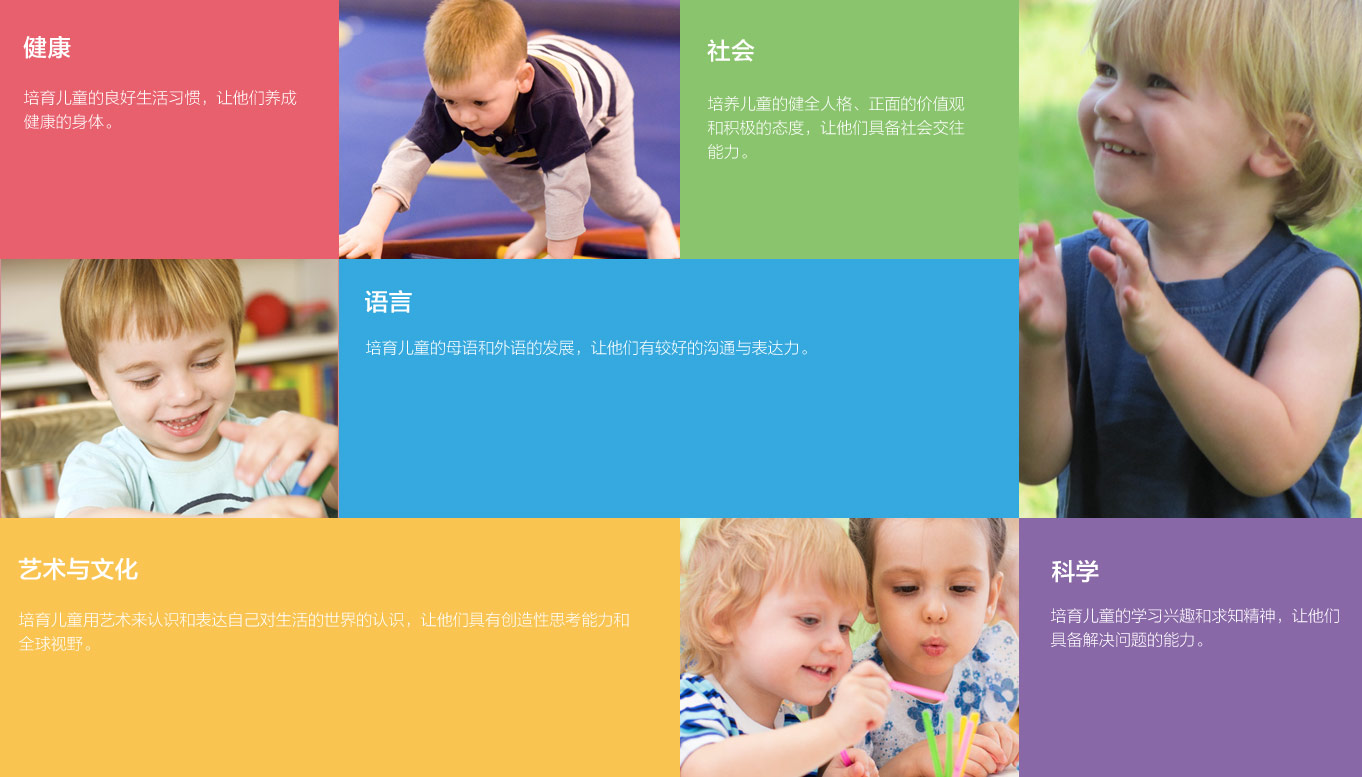 健康
培育儿童的良好生活习惯，让他们养成
健康的身体。
社会
培养儿童的健全人格、正面的价值观
和积极的态度，让他们具备社会交往
能力。
语言
培育儿童的母语和外语的发展，让他们有较好的沟通与表达力。
艺术与文化
培育儿童用艺术来认识和表达自己对生活的世界的认识，让他们具有创造性思考能力和
全球视野。
科学
培育儿童的学习兴趣和求知精神，让他们
具备解决问题的能力。